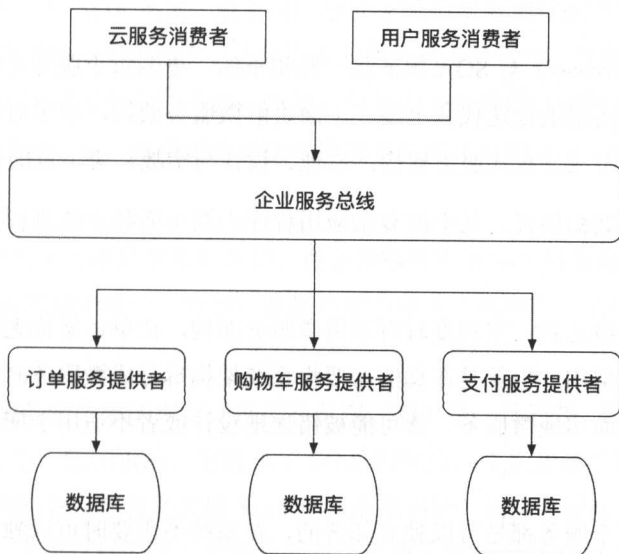 云服务消费者
用户服务消费者
企业服务总线
订单服务提供者
购物车服务提供者
支付服务提供者
数据库
数据库
数据库